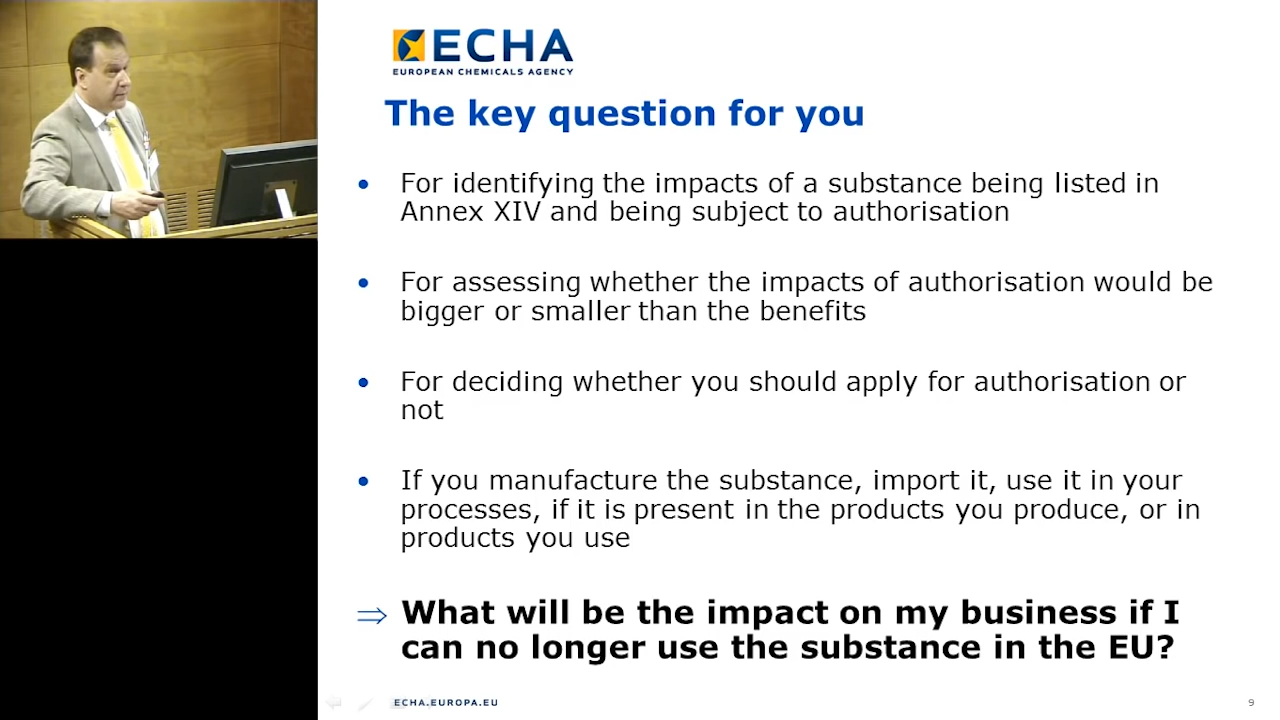 ECHA
EUROPEAN CHEMICALS AGENCY
The key question for you
• For identifying the impacts of a substance being listed in
Annex XIV and being subject to authorisation
• For assessing whether the impacts of authorisation would be
bigger or smaller than the benefits
• For deciding whether you should apply for authorisation or
not
• If you manufacture the substance, import it, use it in your
processes, if it is present in the products you produce, or in
products you use
⇒ What will be the impact on my business if I
can no longer use the substance in the EU?
ECHA.EUROPA.EU
9